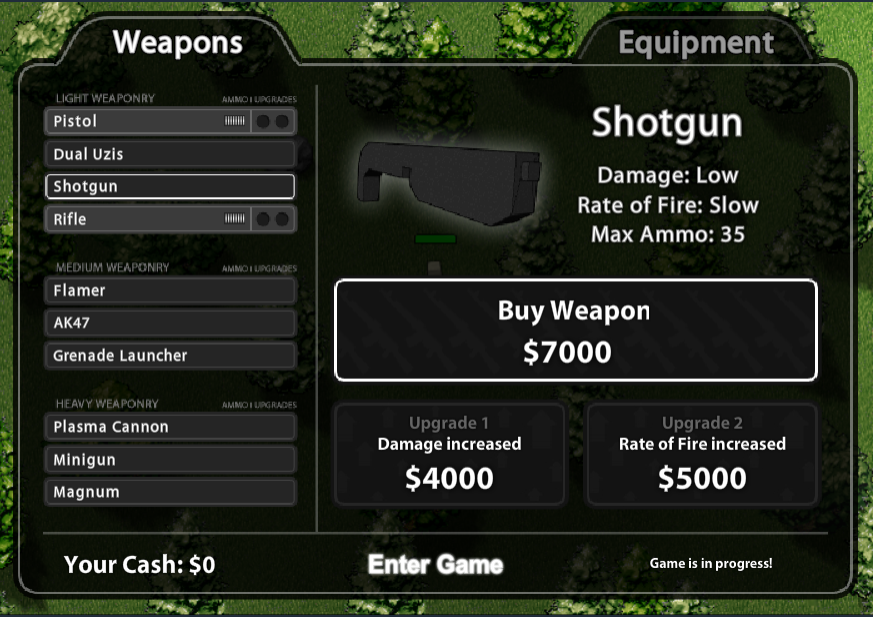 Weapons
Equipment
LIGHT WEAPONRY
AMMO | UPGRADES
Pistol
Dual Uzis
Shotgun
Rifle
MEDIUM WEAPONRY
AMMO | UPGRADES
Flamer
AK47
Grenade Launcher
HEAVY WEAPONRY
AMMO | UPGRADES
Plasma Cannon
Minigun
Magnum
Shotgun
Damage: Low
Rate of Fire: Slow
Max Ammo: 35
Buy Weapon
$7000
Upgrade 1
Damage increased
$4000
Upgrade 2
Rate of Fire increased
$5000
Your Cash: $0
Enter Game
Game is in progress!